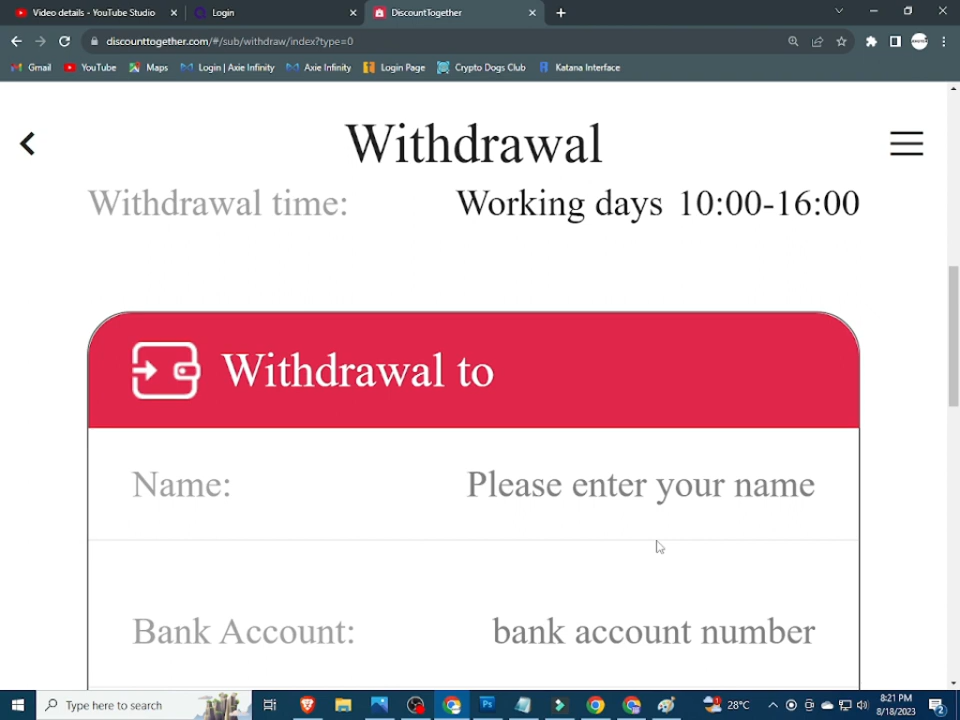 Video details - YouTube Studio
Login
DiscountTogether
discounttogether.com/#/sub/withdraw/index?type=0
Gmail
YouTube
Maps
Login | Axie Infinity
Axie Infinity
Login Page
Crypto Dogs Club
Katana Interface
Withdrawal
Withdrawal time:
Working days 10:00-16:00
Withdrawal to
Name:
Please enter your name
Bank Account:
bank account number
Type here to search
28°C
8:21 PM
8/18/2023
2